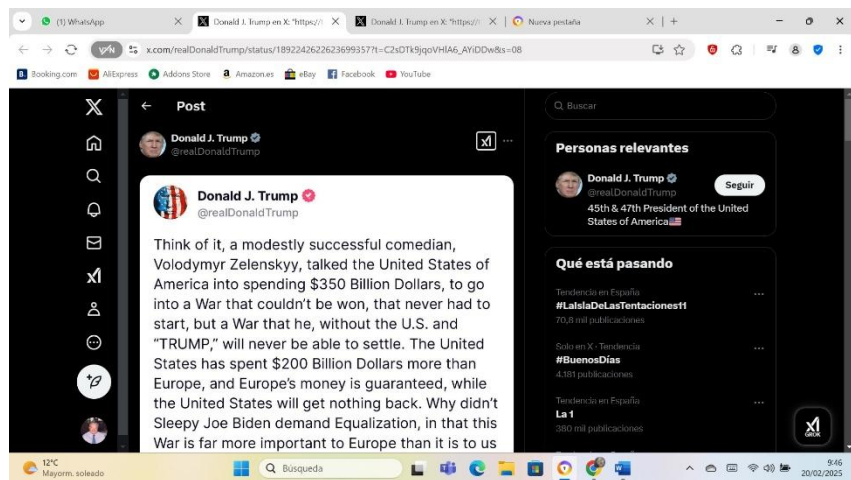 (1) WhatsApp
Donald J. Trump en X: "https://
Donald J. Trump en X: "https://
Nueva pestaña
VPN
x.com/realDonaldTrump/status/1892242622623699357?t=C2sDTk9jqoVHlA6_AYiDDw&s=08
Booking.com
AliExpress
Addons Store
Amazon.es
eBay
Facebook
YouTube
Post
Donald J. Trump
@realDonaldTrump
Donald J. Trump
@realDonaldTrump
Think of it, a modestly successful comedian,
Volodymyr Zelenskyy, talked the United States of
America into spending $350 Billion Dollars, to go
into a War that couldn't be won, that never had to
start, but a War that he, without the U.S. and
“TRUMP,” will never be able to settle. The United
States has spent $200 Billion Dollars more than
Europe, and Europe's money is guaranteed, while
the United States will get nothing back. Why didn't
Sleepy Joe Biden demand Equalization, in that this
War is far more important to Europe than it is to us
Buscar
Personas relevantes
Donald J. Trump
@realDonaldTrump
Seguir
45th & 47th President of the United
States of America
Qué está pasando
Tendencia en España
#LaIslaDeLasTentaciones11
70,8 mil publicaciones
Solo en X · Tendencia
#BuenosDías
4.181 publicaciones
Tendencia en España
La 1
380 mil publicaciones
GROK
12°C
Mayorm. soleado
Búsqueda
9:46
20/02/2025